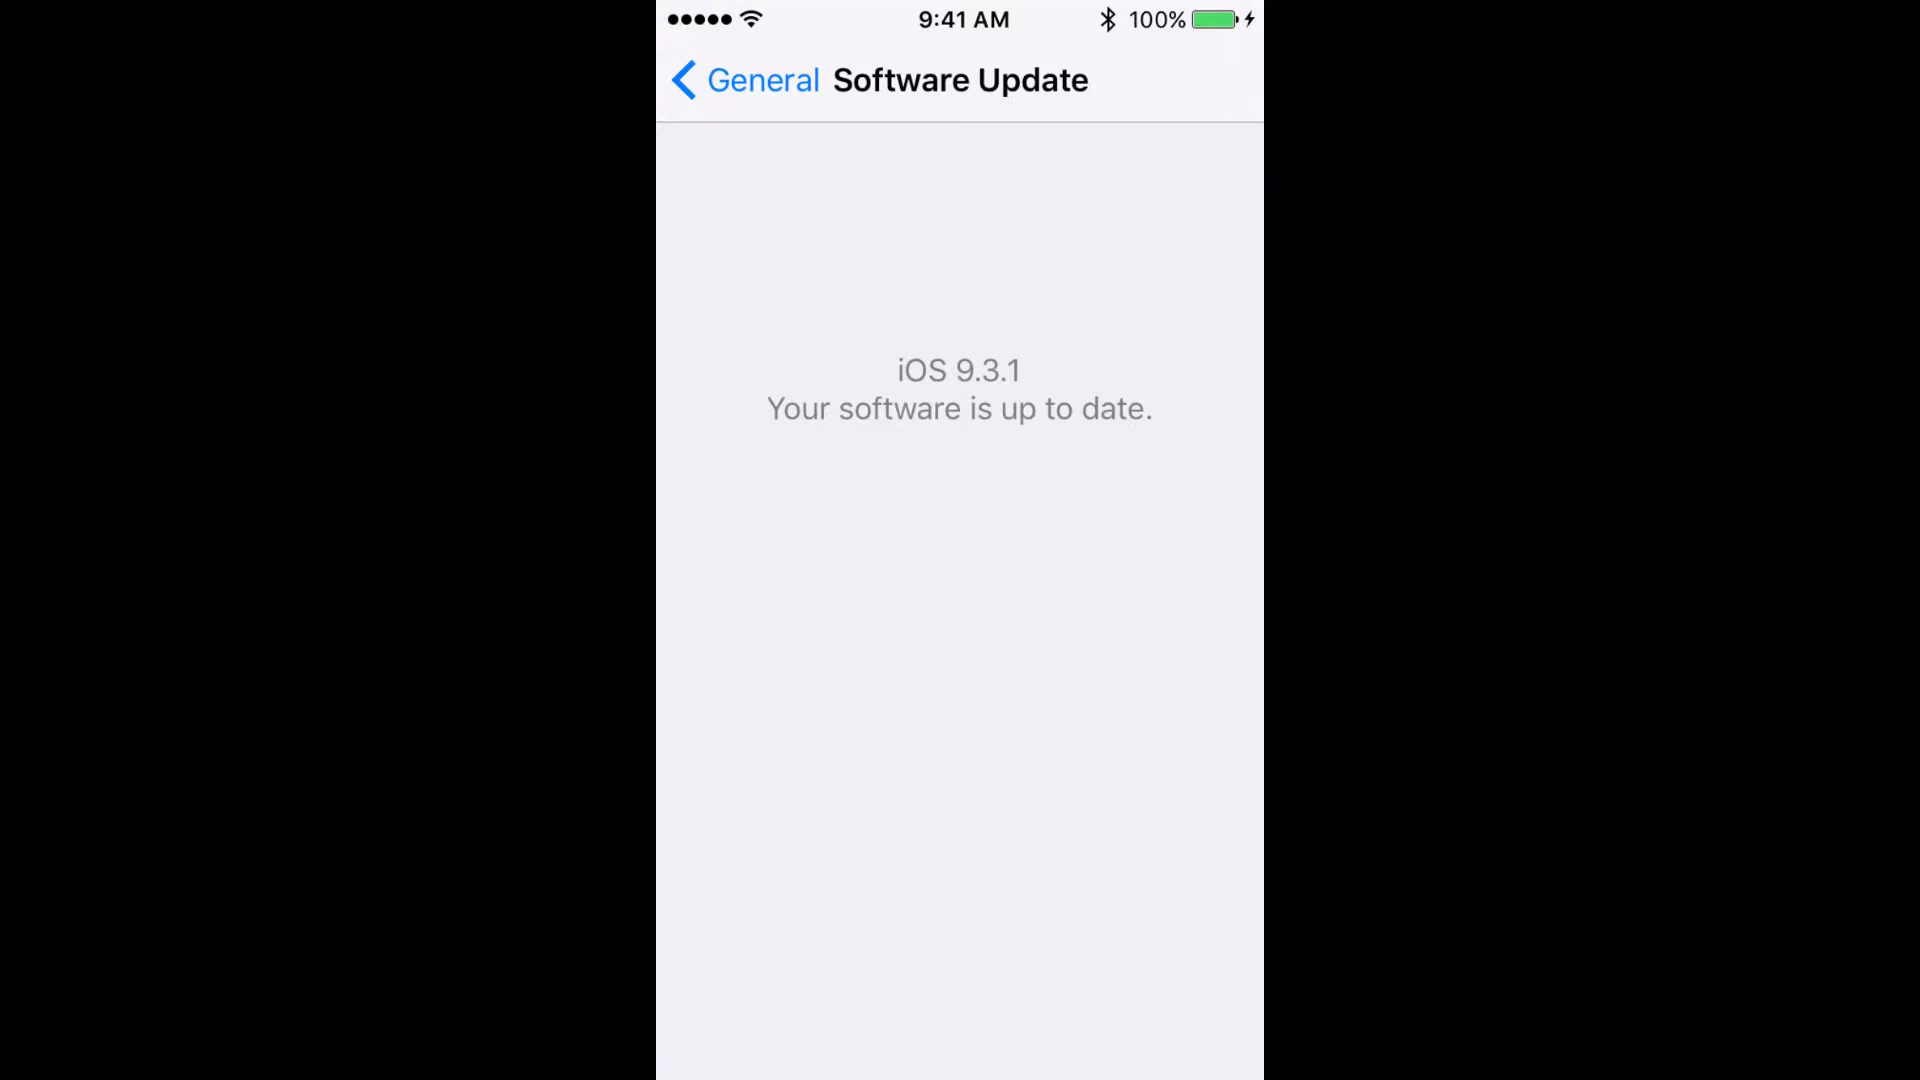 9:41 AM 100%
General Software Update
iOS 9.3.1
Your software is up to date.